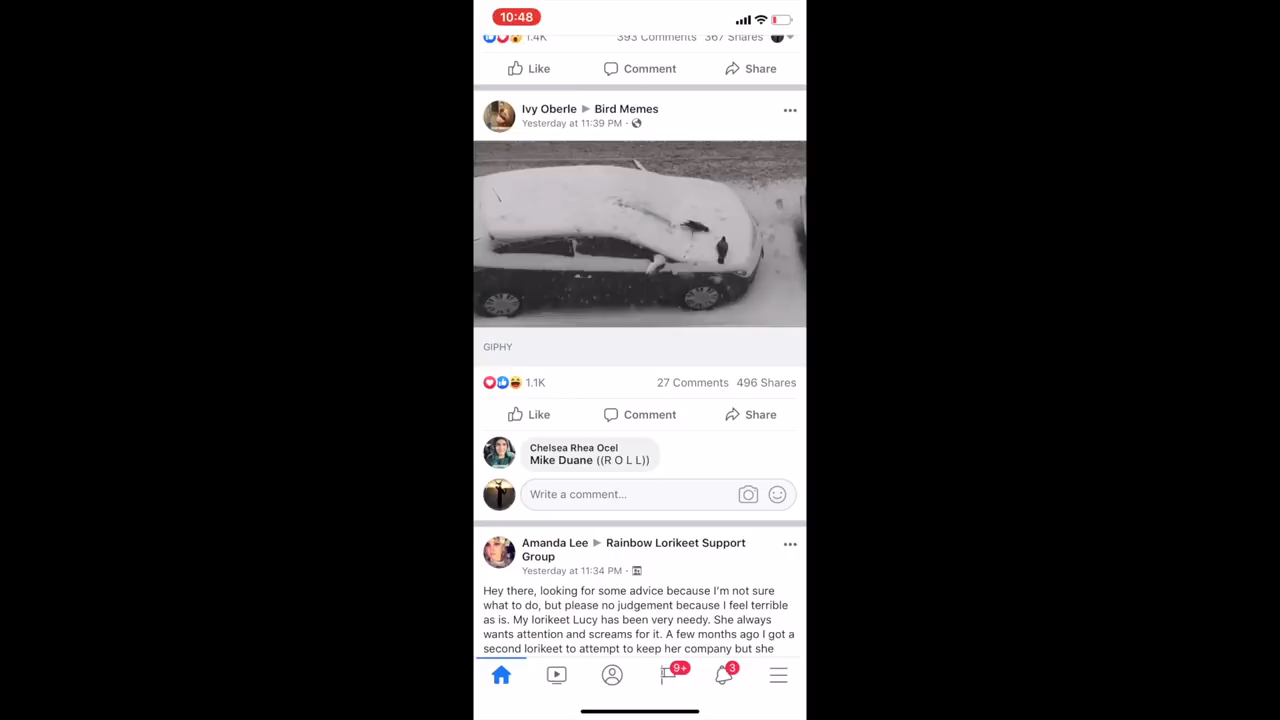 10:48
1.4K 393 Comments 367 Shares
Like Comment Share
Ivy Oberle ▶ Bird Memes
Yesterday at 11:39 PM ·
GIPHY
1.1K 27 Comments 496 Shares
Like Comment Share
Chelsea Rhea Ocel
Mike Duane ((R O L L))
Write a comment...
Amanda Lee ▶ Rainbow Lorikeet Support
Group
Yesterday at 11:34 PM ·
Hey there, looking for some advice because I'm not sure
what to do, but please no judgement because I feel terrible
as is. My lorikeet Lucy has been very needy. She always
wants attention and screams for it. A few months ago I got a
second lorikeet to attempt to keep her company but she
9+ 3